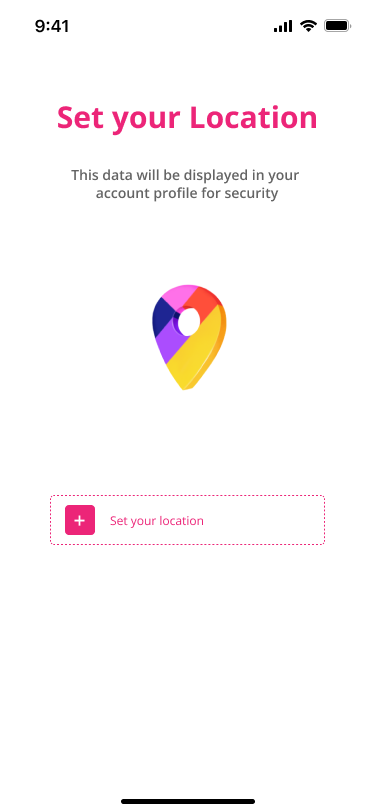 9:41
Set your Location
This data will be displayed in your
account profile for security
Set your location